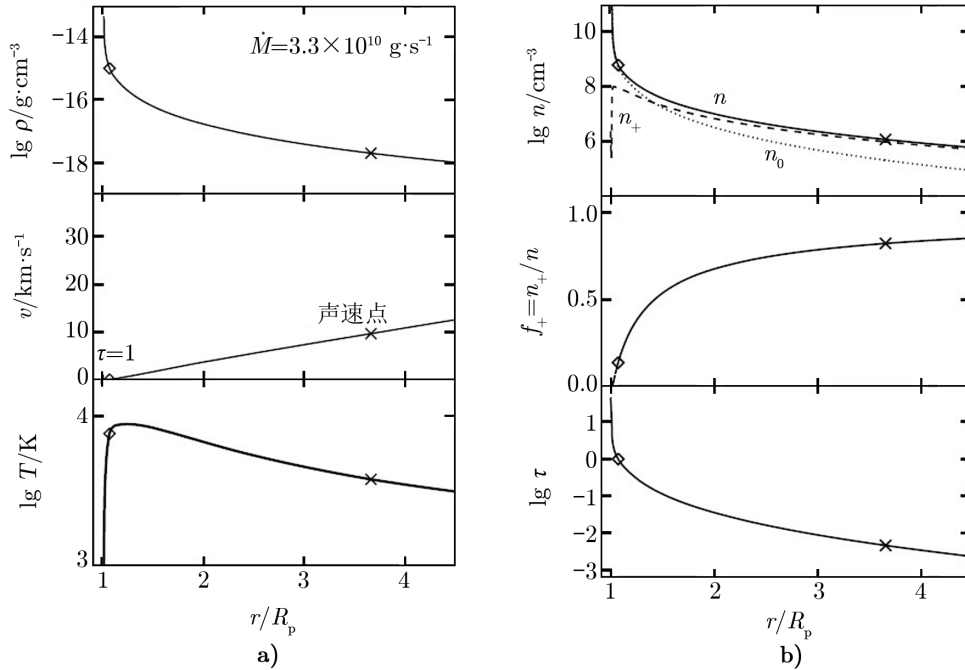 lg ρ/g·cm⁻³
−14
−16
−18
Ṁ=3.3×10¹⁰ g·s⁻¹
v/km·s⁻¹
30
20
10
0
τ=1
声速点
lg T/K
4
3
1 2 3 4
r/Rₚ
a)
lg n/cm⁻³
10
8
6
n
n₊
n₀
f₊=n₊/n
1.0
0.5
0.0
lg τ
1
0
−1
−2
−3
1 2 3 4
r/Rₚ
b)